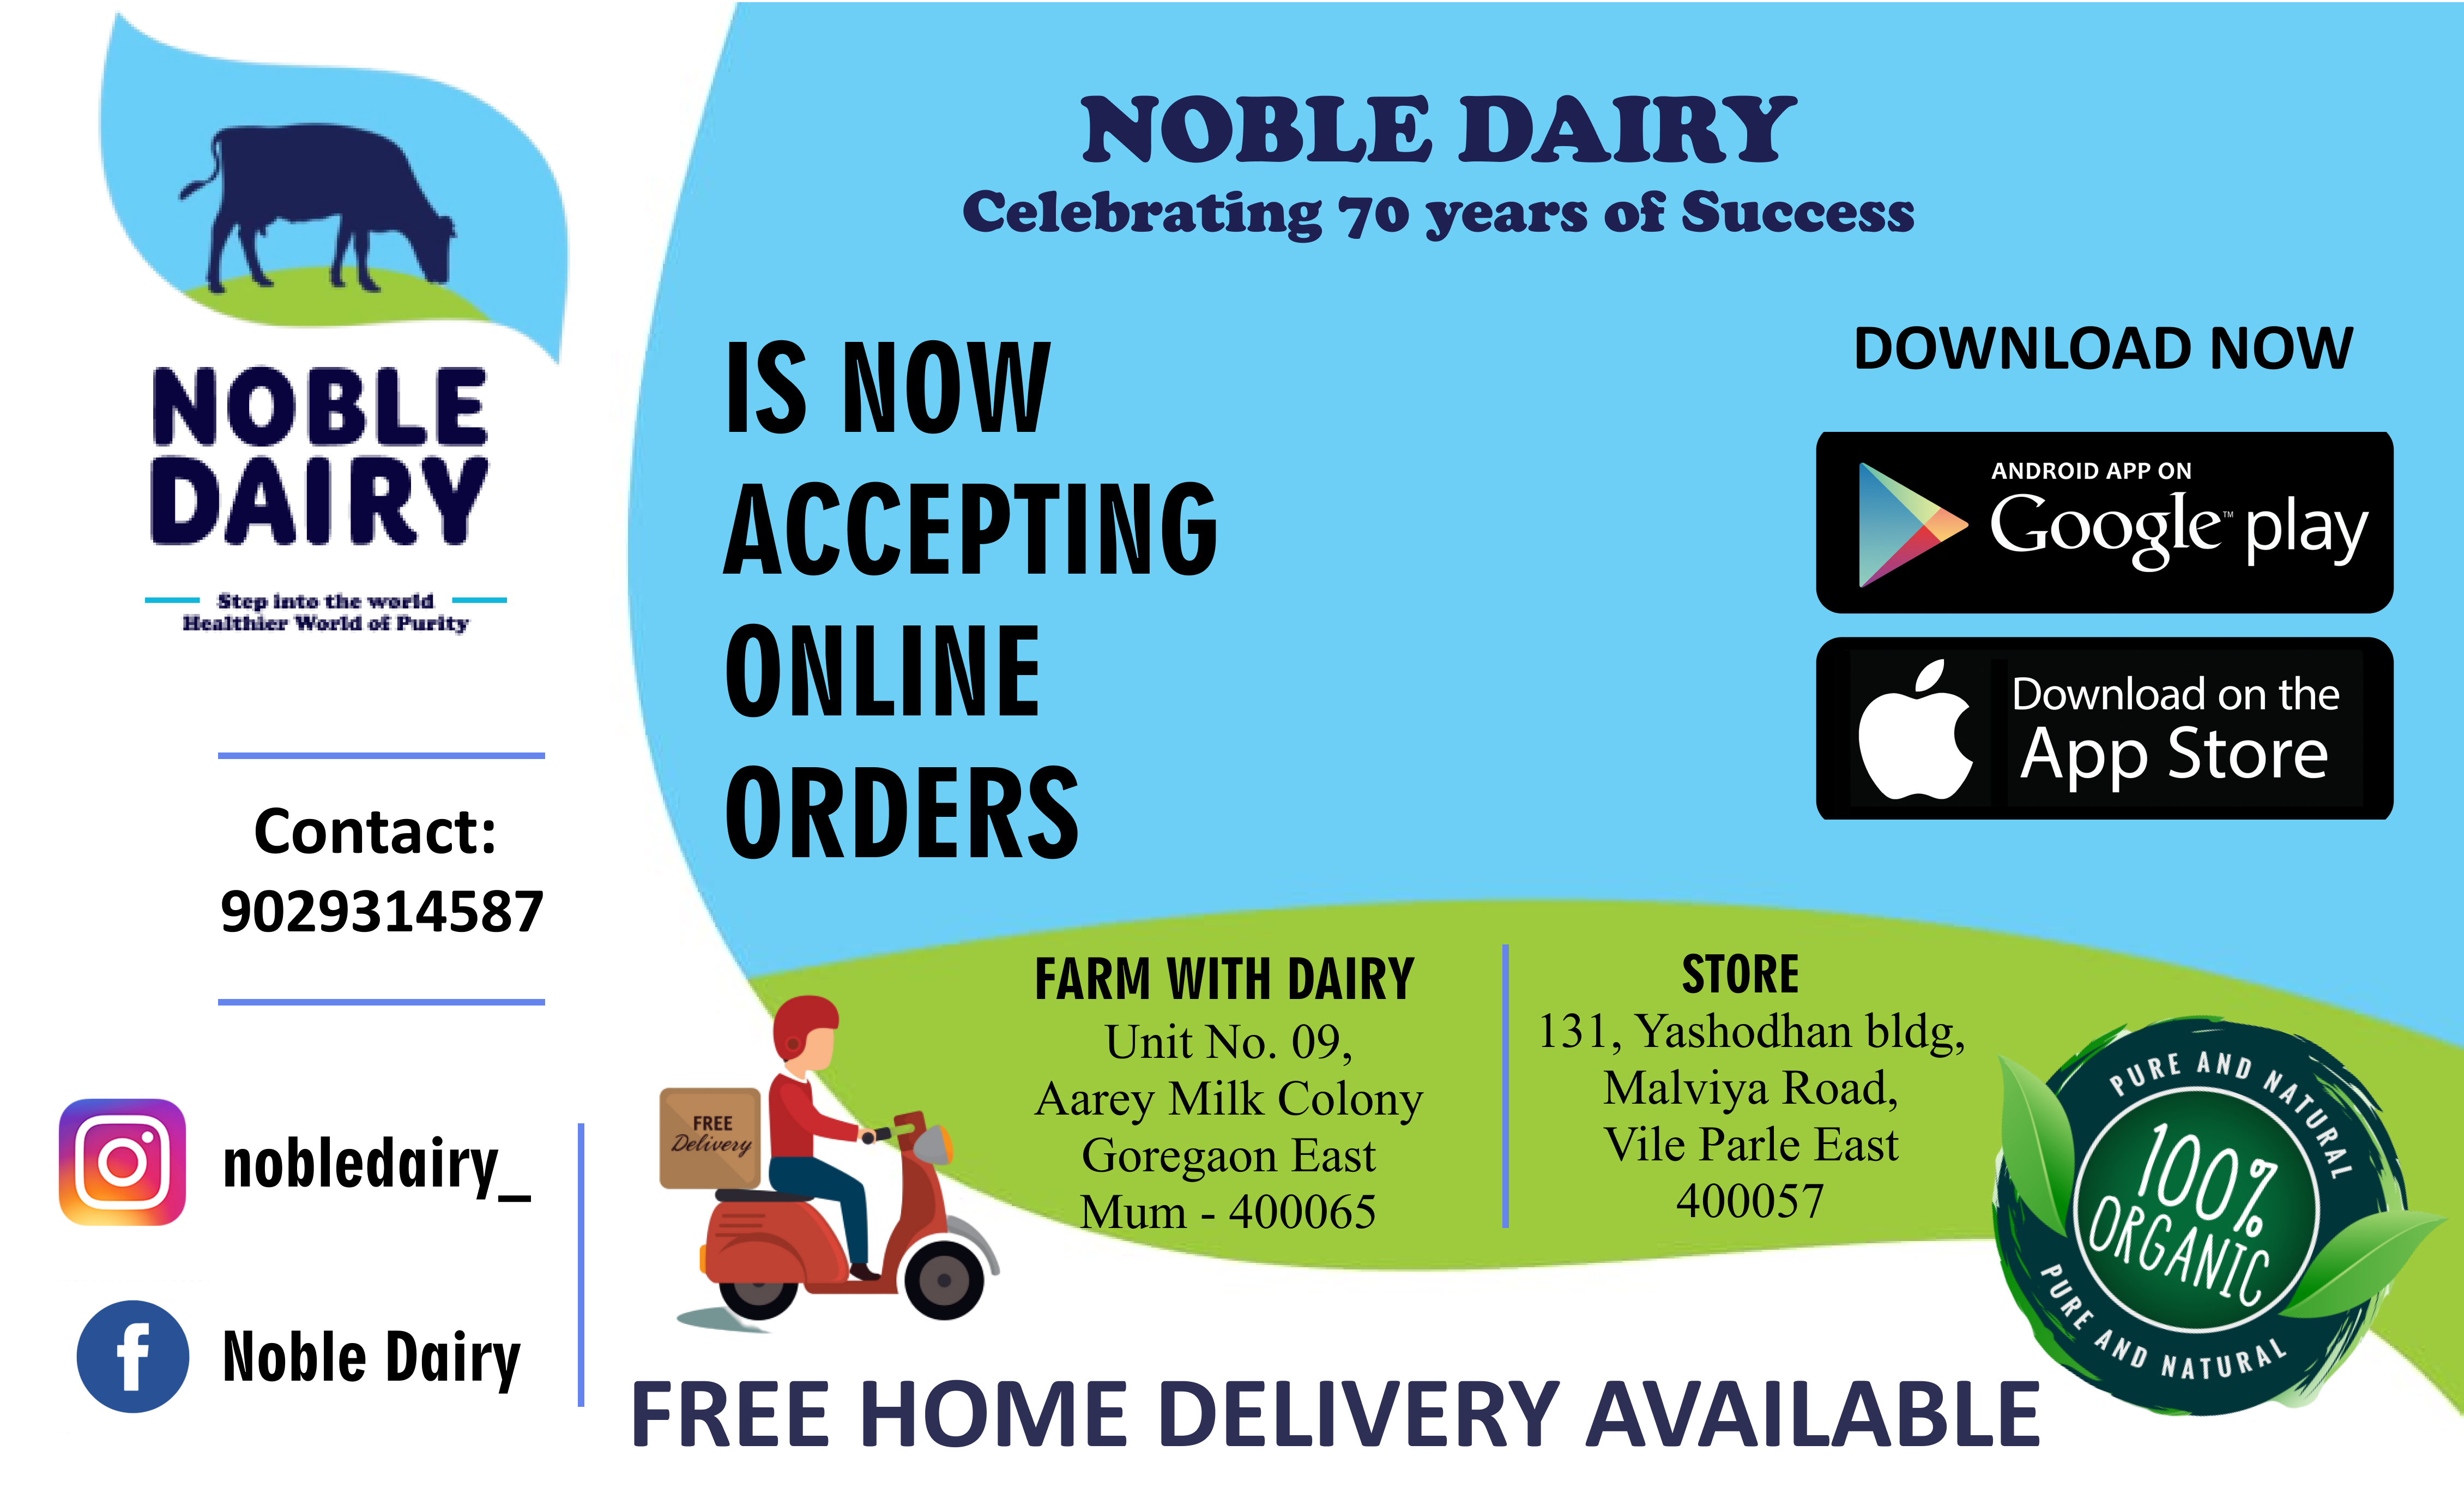 NOBLE
DAIRY
Step into the world
Healthier World of Purity
Contact:
9029314587
nobledairy_
f
Noble Dairy
NOBLE DAIRY
Celebrating 70 years of Success
IS NOW
ACCEPTING
ONLINE
ORDERS
DOWNLOAD NOW
ANDROID APP ON
Google™ play
Download on the
App Store
FARM WITH DAIRY
Unit No. 09,
Aarey Milk Colony
Goregaon East
Mum - 400065
STORE
131, Yashodhan bldg,
Malviya Road,
Vile Parle East
400057
FREE
Delivery
PURE AND NATURAL
100%
ORGANIC
PURE AND NATURAL
FREE HOME DELIVERY AVAILABLE